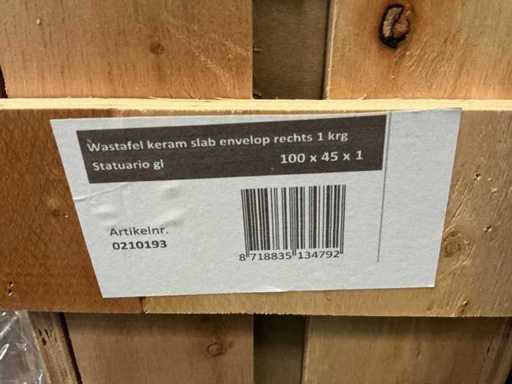 Wastafel keram slab envelop rechts 1 krg
Statuario gl 100 x 45 x 1
Artikelnr.
0210193
8 718835 134792